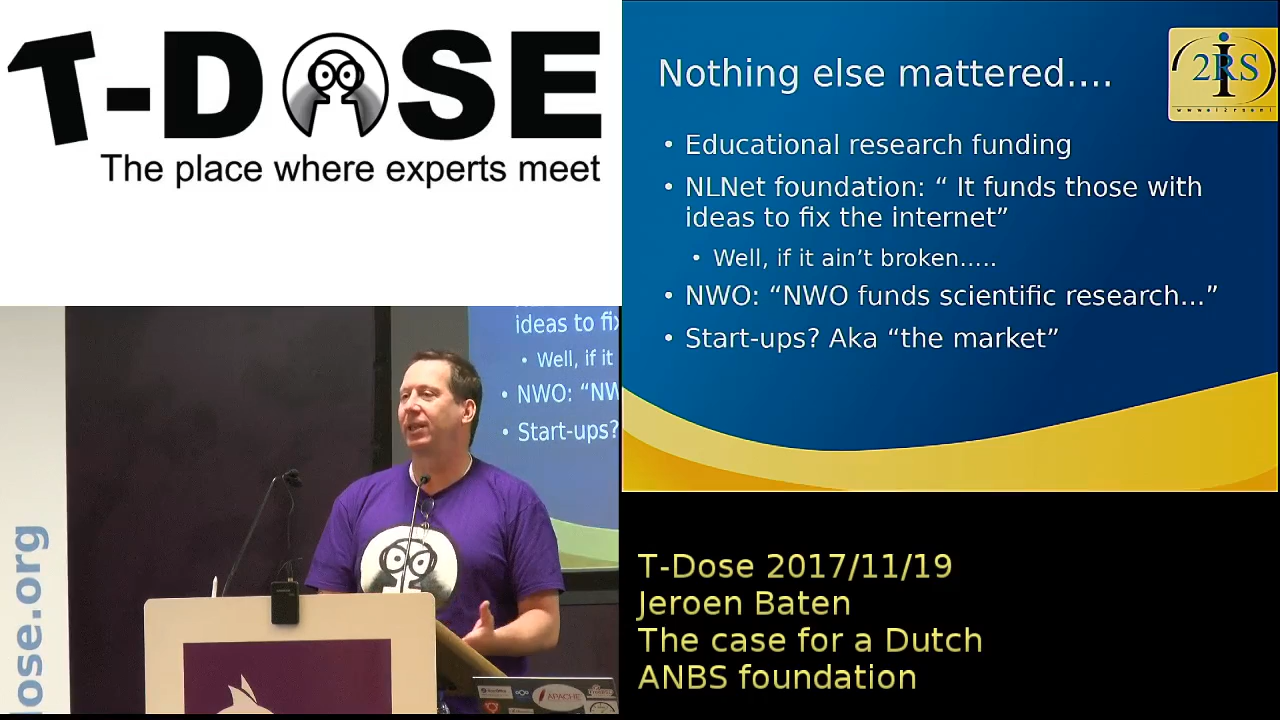 T-DOSE
The place where experts meet
Nothing else mattered....
i
2RS
• Educational research funding
• NLNet foundation: “ It funds those with
ideas to fix the internet”
• Well, if it ain’t broken.....
• NWO: “NWO funds scientific research...”
• Start-ups? Aka “the market”
ideas to fix
• Well, if it
• NWO: “NW
• Start-ups?
ose.org
APACHE
T-Dose 2017/11/19
Jeroen Baten
The case for a Dutch
ANBS foundation